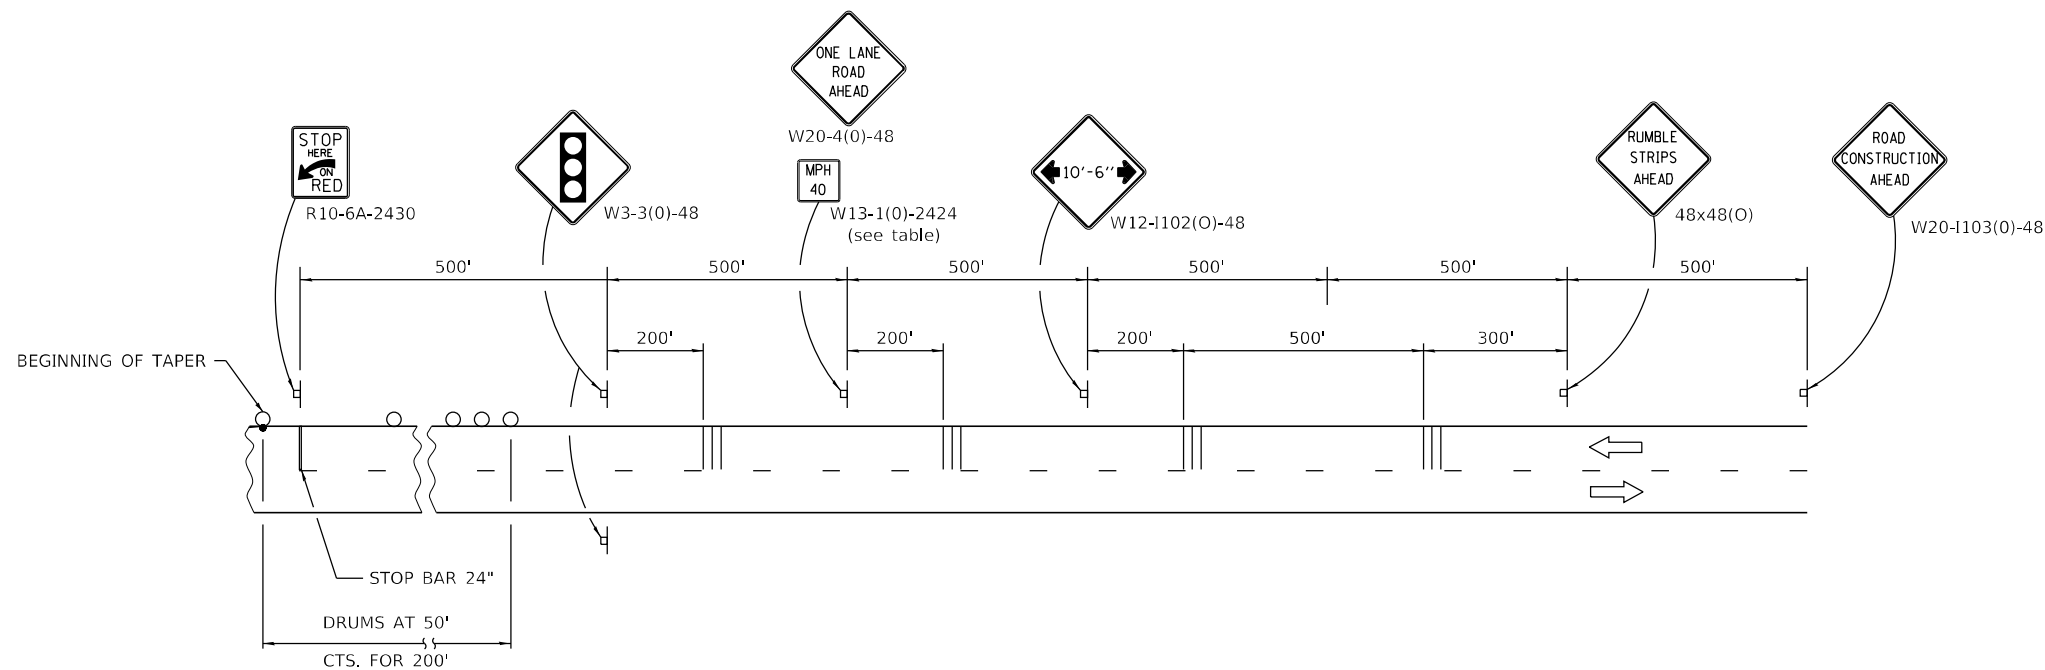 ONE LANE
ROAD
AHEAD
W20-4(0)-48
STOP
HERE
ON
RED
R10-6A-2430
W3-3(0)-48
MPH
40
W13-1(0)-2424
(see table)
10'-6''
W12-I102(O)-48
RUMBLE
STRIPS
AHEAD
48x48(O)
ROAD
CONSTRUCTION
AHEAD
W20-I103(0)-48
500' 500' 500' 500' 500' 500'
200' 200' 200' 500' 300'
BEGINNING OF TAPER
STOP BAR 24"
DRUMS AT 50'
CTS. FOR 200'